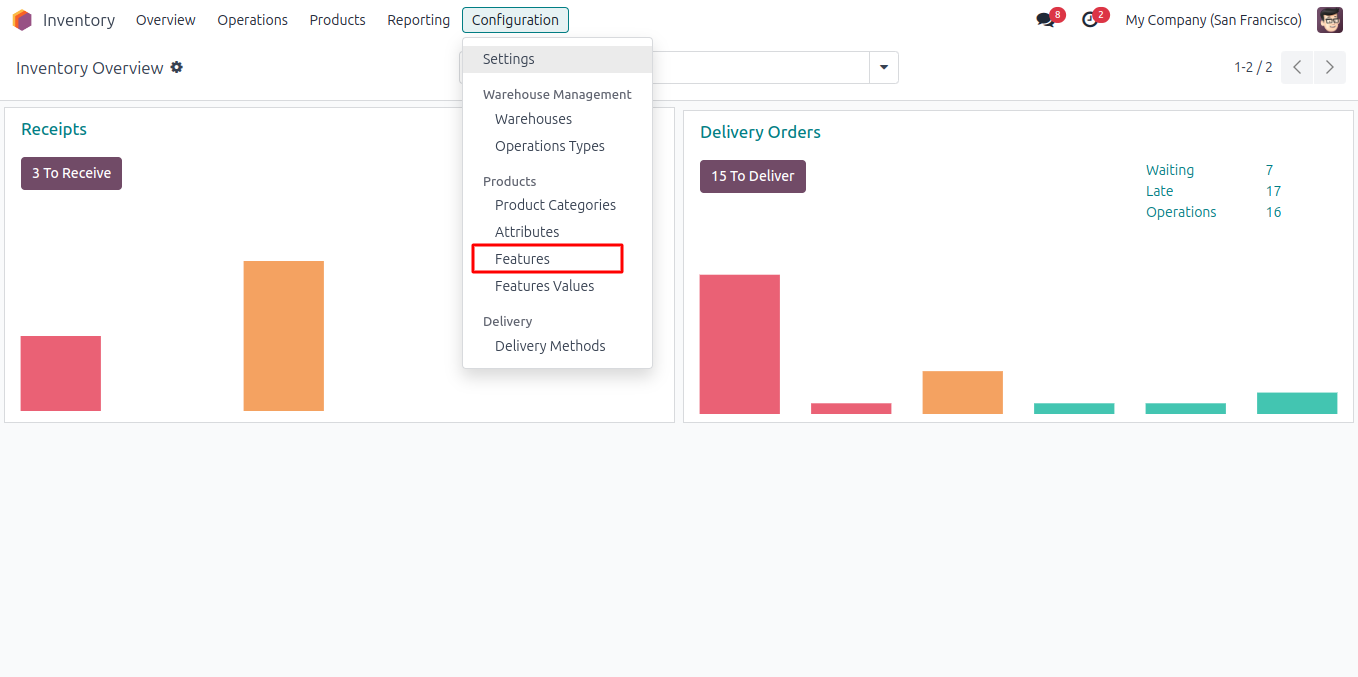 Inventory Overview Operations Products Reporting Configuration 8 2 My Company (San Francisco)
Inventory Overview 1-2 / 2
Settings
Warehouse Management
Warehouses
Operations Types
Products
Product Categories
Attributes
Features
Features Values
Delivery
Delivery Methods
Receipts
3 To Receive
Delivery Orders
15 To Deliver
Waiting 7
Late 17
Operations 16